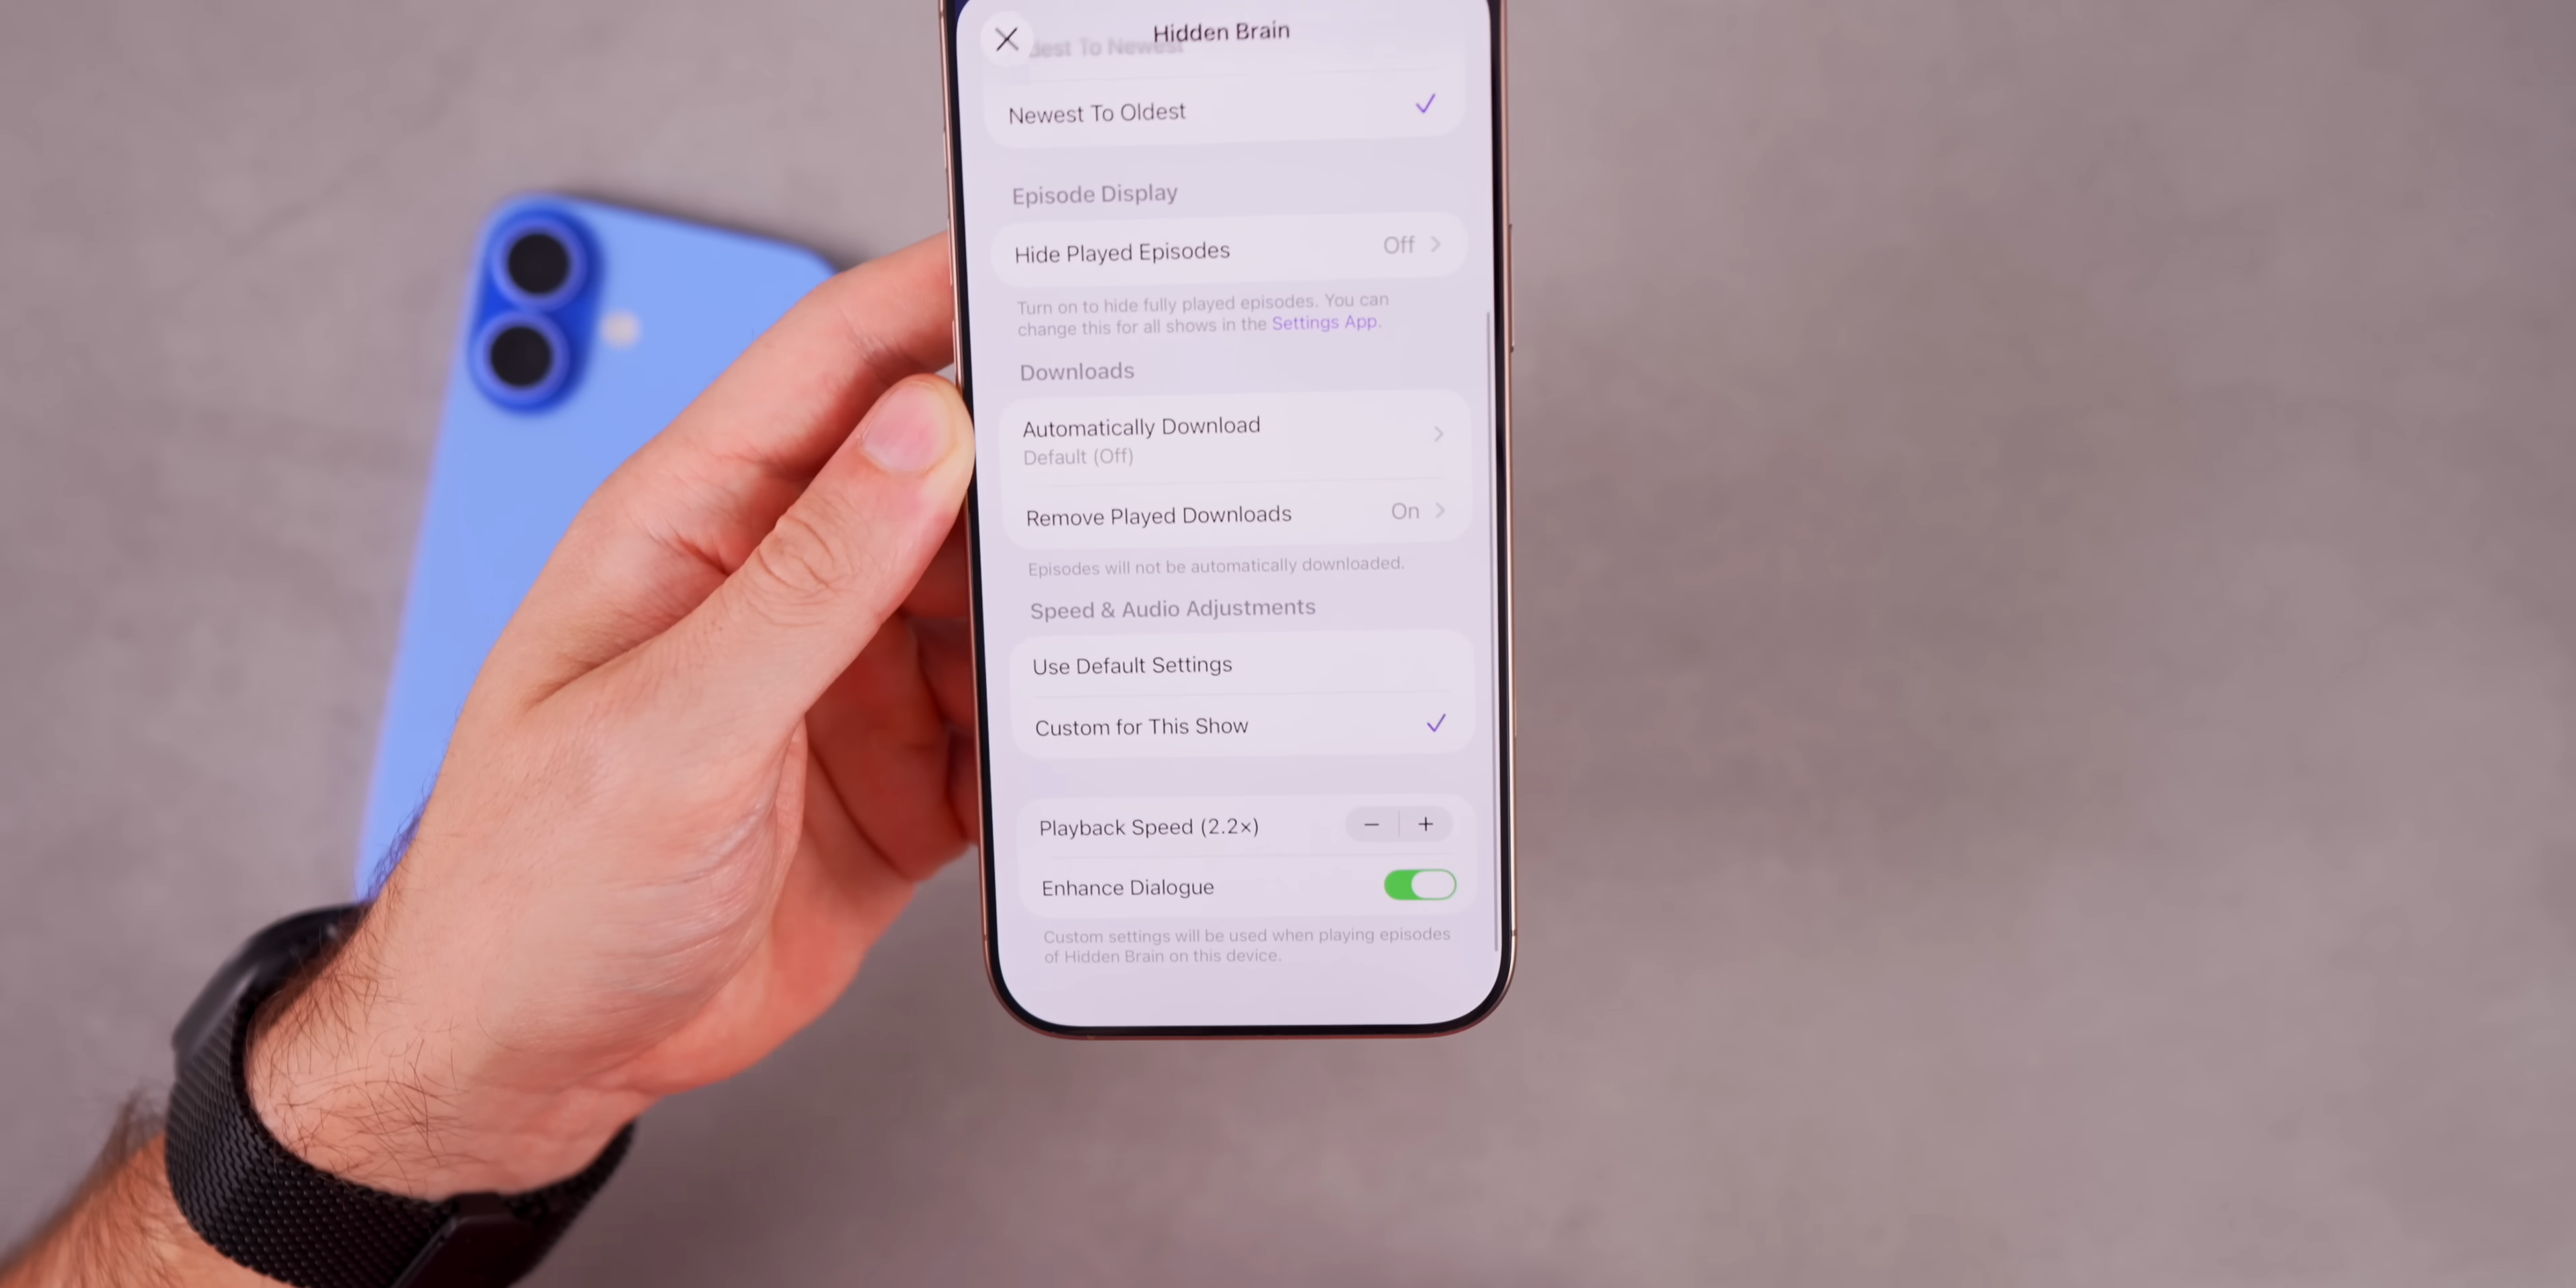 Hidden Brain
To Newest
Newest To Oldest
Episode Display
Hide Played Episodes Off
Turn on to hide fully played episodes. You can
change this for all shows in the Settings App.
Downloads
Automatically Download
Default (Off)
Remove Played Downloads On
Episodes will not be automatically downloaded.
Speed & Audio Adjustments
Use Default Settings
Custom for This Show
Playback Speed (2.2×)
Enhance Dialogue
Custom settings will be used when playing episodes
of Hidden Brain on this device.